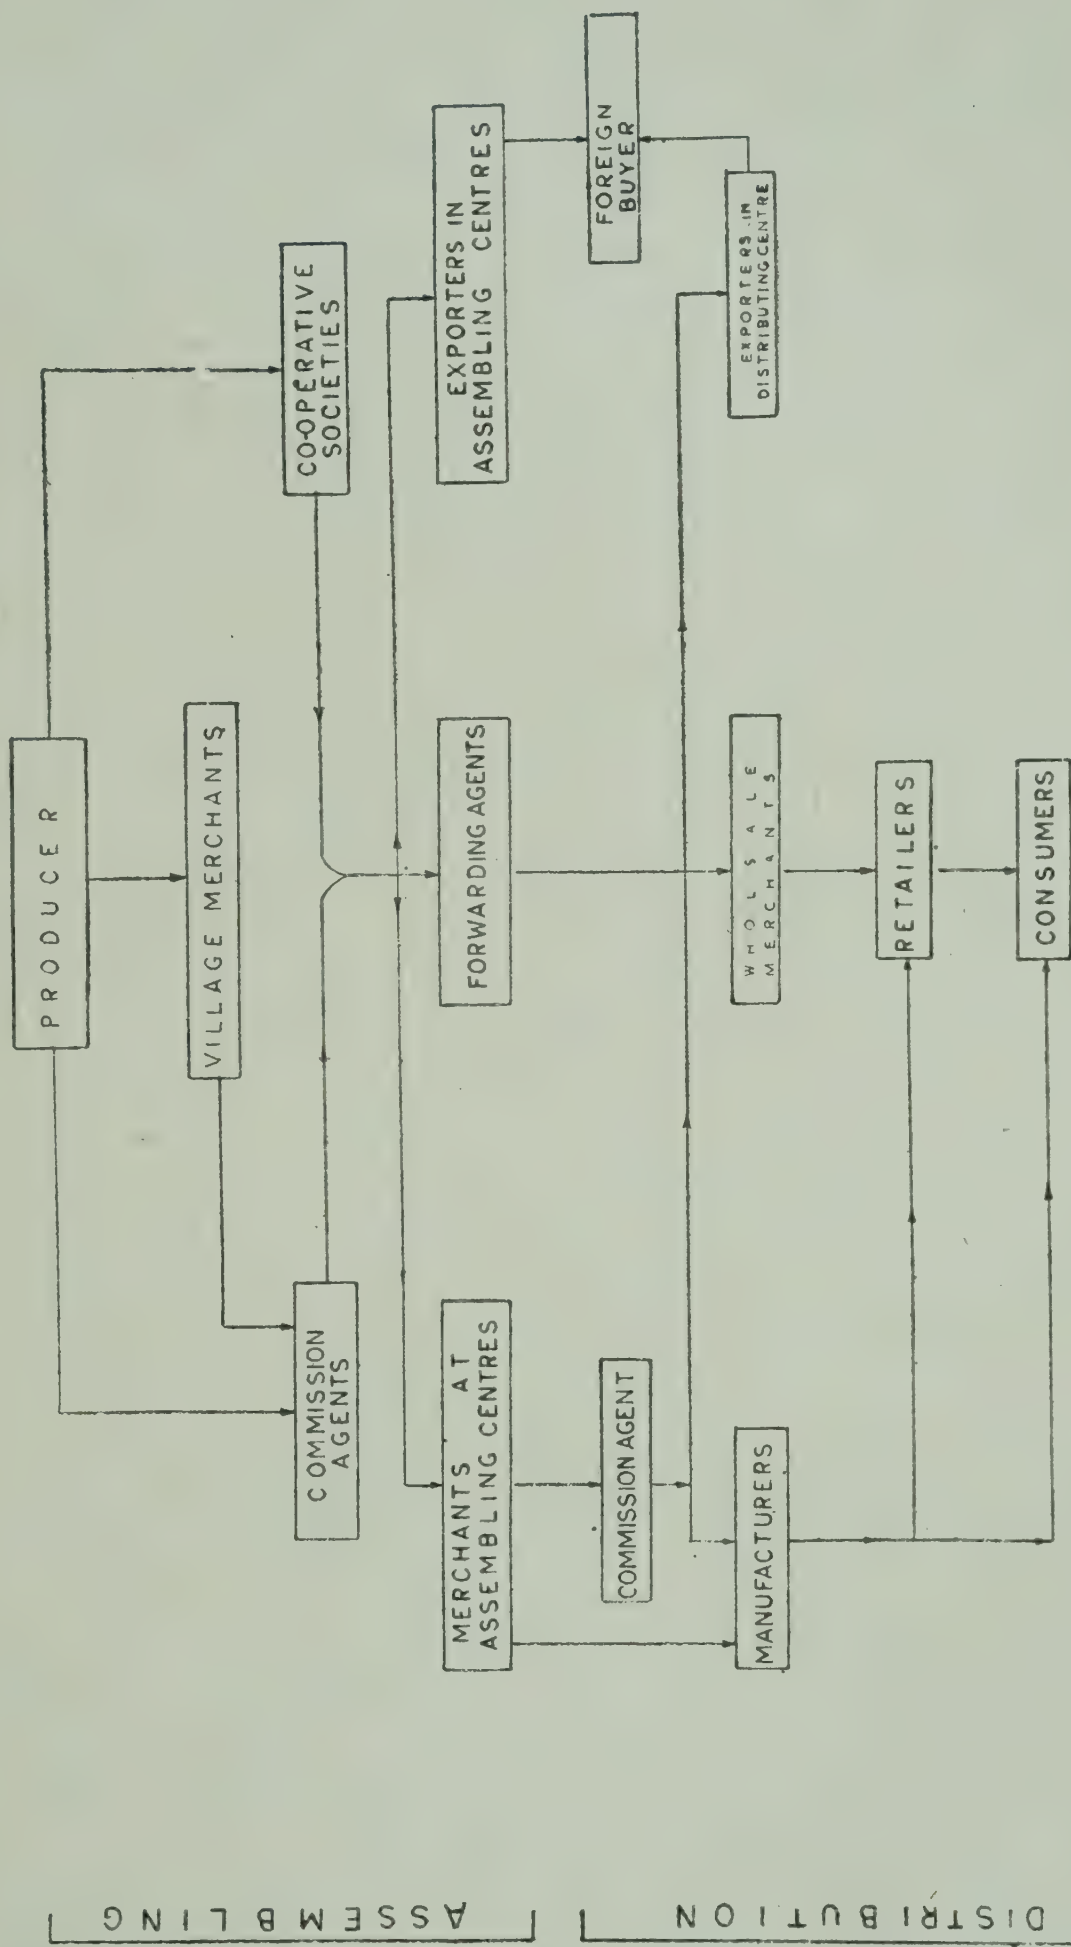 PRODUCER
VILLAGE MERCHANTS
CO-OPERATIVE
SOCIETIES
COMMISSION
AGENTS
MERCHANTS AT
ASSEMBLING CENTRES
FORWARDING AGENTS
EXPORTERS IN
ASSEMBLING CENTRES
COMMISSION AGENT
FOREIGN
BUYER
MANUFACTURERS
WHOLSALE
MERCHANTS
EXPORTERS IN
DISTRIBUTING CENTRE
RETAILERS
CONSUMERS
ASSEMBLING
DISTRIBUTION